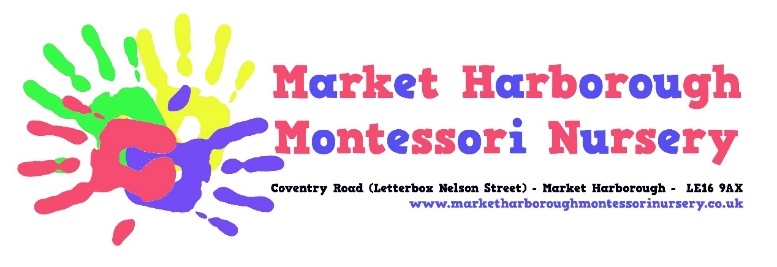 Market Harborough
Montessori Nursery
Coventry Road (Letterbox Nelson Street) - Market Harborough - LE16 9AX
www.marketharboroughmontessorinursery.co.uk